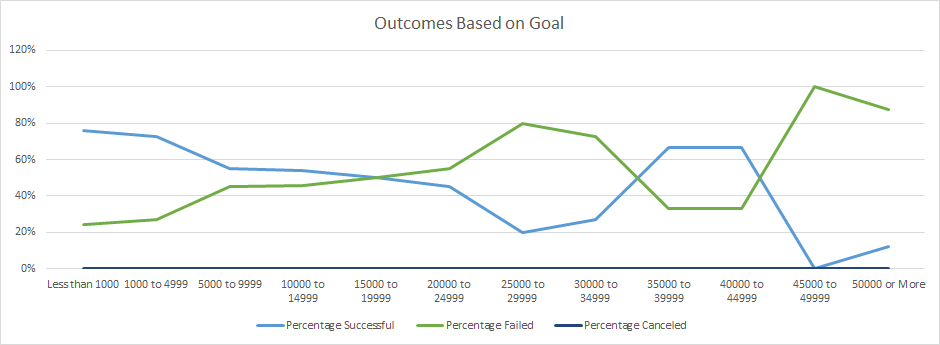 Outcomes Based on Goal
120%
100%
80%
60%
40%
20%
0%
Less than 1000 1000 to 4999 5000 to 9999 10000 to 15000 to 20000 to 25000 to 30000 to 35000 to 40000 to 45000 to 50000 or More
14999 19999 24999 29999 34999 39999 44999 49999
Percentage Successful Percentage Failed Percentage Canceled